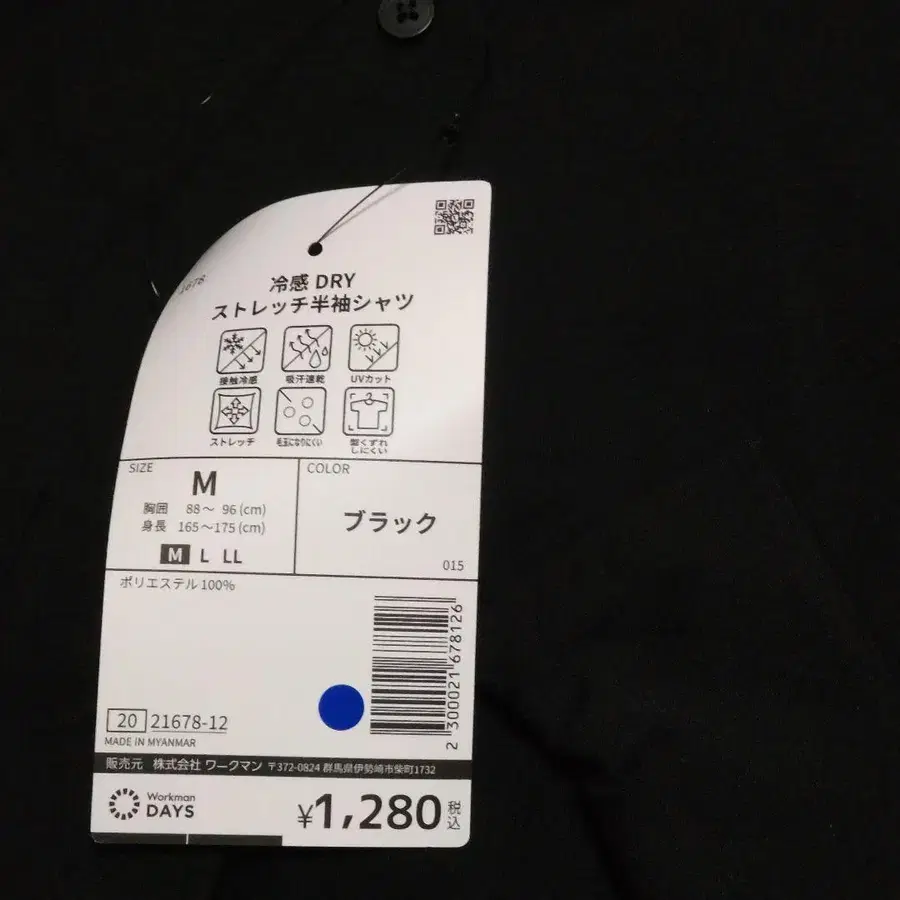 1678
冷感 DRY
ストレッチ半袖シャツ
接触冷感 吸汗速乾 UVカット
ストレッチ 毛玉になりにくい 型くずれ
しにくい
SIZE
M
胸囲 88～ 96(cm)
身長 165～175(cm)
M L LL
COLOR
ブラック
015
ポリエステル100%
2 300021 678126
20 21678-12
MADE IN MYANMAR
販売元 株式会社 ワークマン 〒372-0824 群馬県伊勢崎市柴町1732
Workman
DAYS
¥1,280 税込